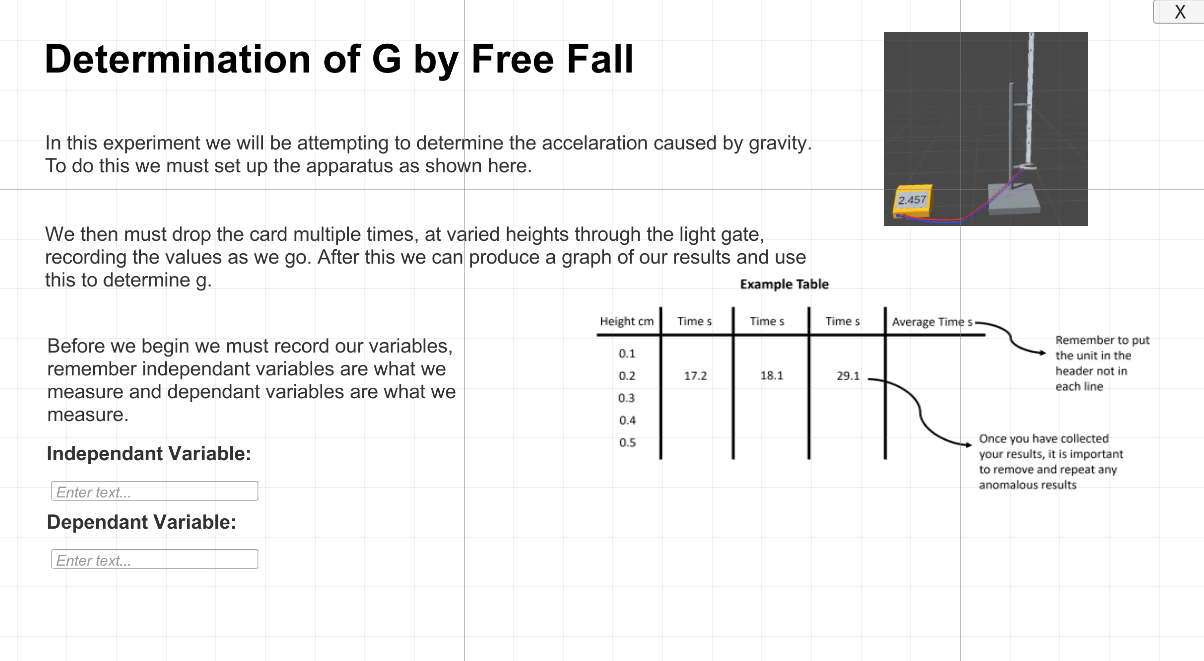 X
Determination of G by Free Fall
In this experiment we will be attempting to determine the accelaration caused by gravity.
To do this we must set up the apparatus as shown here.
2.457
We then must drop the card multiple times, at varied heights through the light gate,
recording the values as we go. After this we can produce a graph of our results and use
this to determine g.
Example Table
Height cm Time s Time s Time s Average Time s
0.1
0.2 17.2 18.1 29.1
0.3
0.4
0.5
Remember to put
the unit in the
header not in
each line
Once you have collected
your results, it is important
to remove and repeat any
anomalous results
Before we begin we must record our variables,
remember independant variables are what we
measure and dependant variables are what we
measure.
Independant Variable:
Enter text...
Dependant Variable:
Enter text...